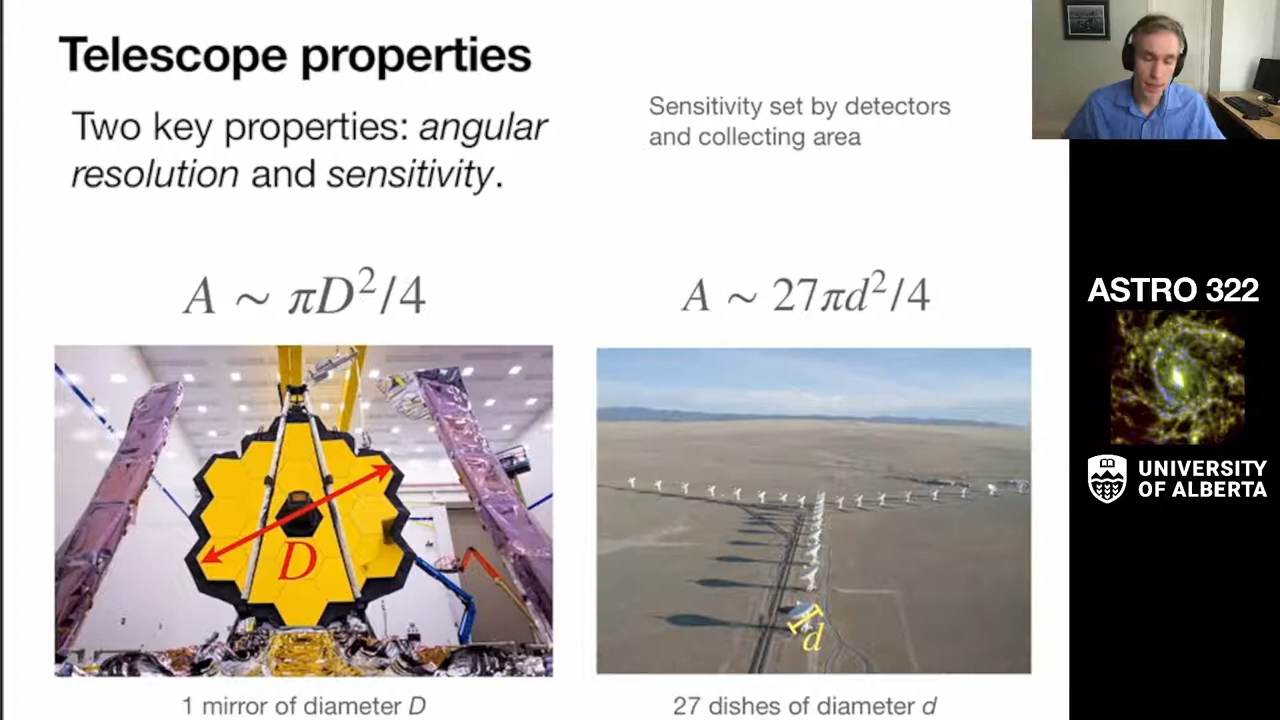 Telescope properties
Two key properties: angular
resolution and sensitivity.
Sensitivity set by detectors
and collecting area
A ~ πD²/4
A ~ 27πd²/4
D
d
1 mirror of diameter D
27 dishes of diameter d
ASTRO 322
UNIVERSITY
OF ALBERTA